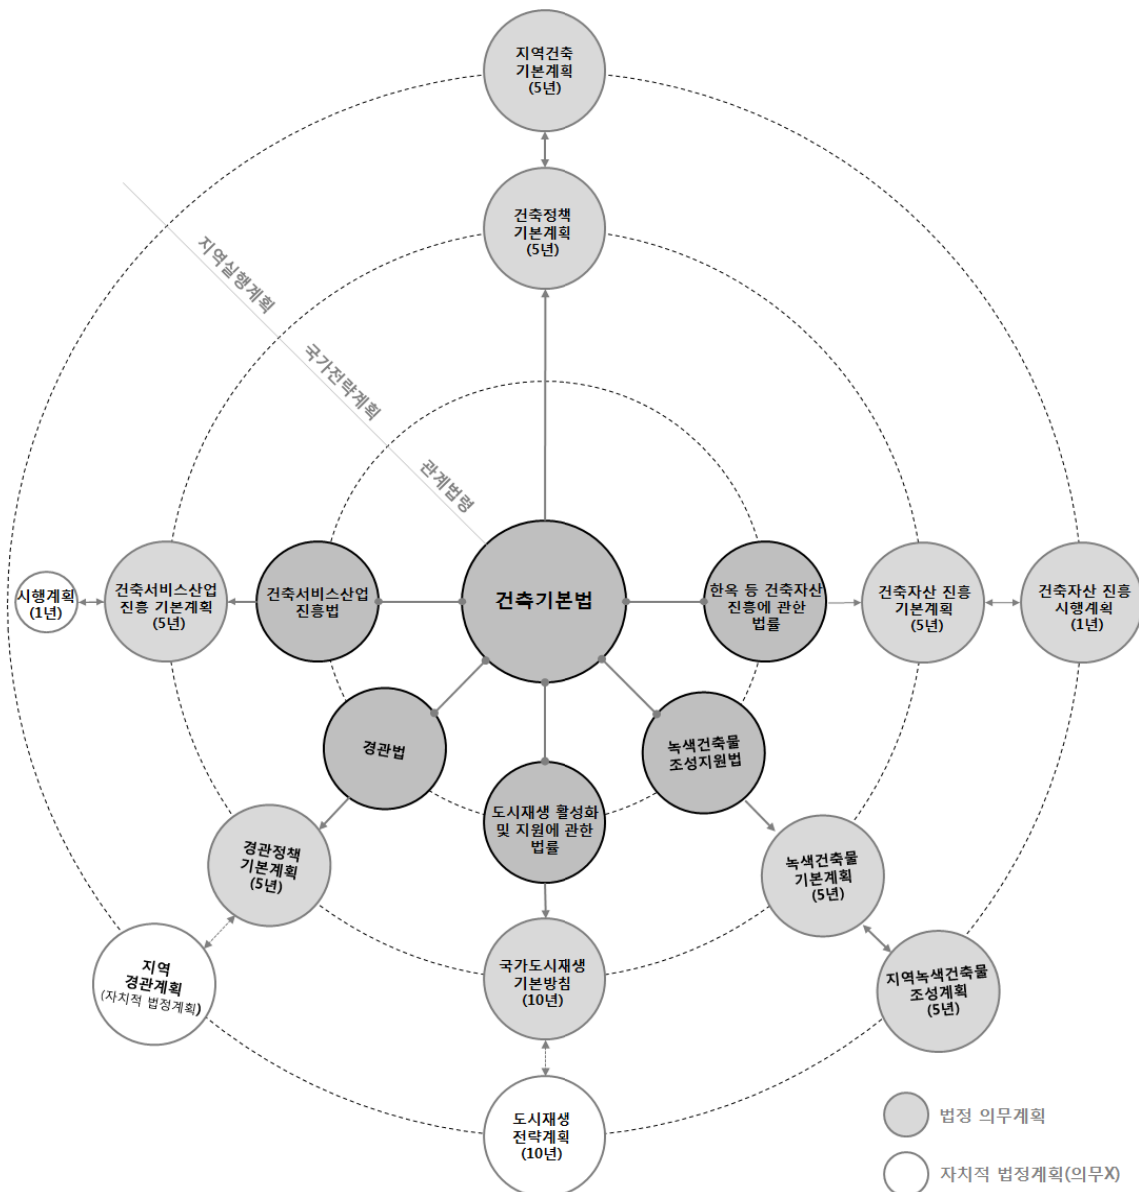 지역건축
기본계획
(5년)
건축정책
기본계획
(5년)
지역실행계획
국가전략계획
관계법령
시행계획
(1년)
건축서비스산업
진흥 기본계획
(5년)
건축서비스산업
진흥법
건축기본법
한옥 등 건축자산
진흥에 관한
법률
건축자산 진흥
기본계획
(5년)
건축자산 진흥
시행계획
(1년)
경관법
녹색건축물
조성지원법
도시재생 활성화
및 지원에 관한
법률
경관정책
기본계획
(5년)
녹색건축물
기본계획
(5년)
지역
경관계획
(자치적 법정계획)
국가도시재생
기본방침
(10년)
지역녹색건축물
조성계획
(5년)
도시재생
전략계획
(10년)
법정 의무계획
자치적 법정계획(의무X)